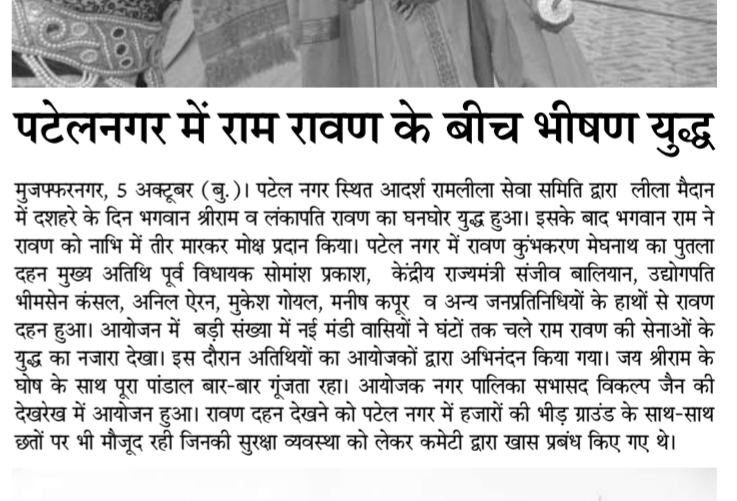 पटेलनगर में राम रावण के बीच भीषण युद्ध
मुजफ्फरनगर, 5 अक्टूबर (बु.)। पटेल नगर स्थित आदर्श रामलीला सेवा समिति द्वारा लीला मैदान
में दशहरे के दिन भगवान श्रीराम व लंकापति रावण का घनघोर युद्ध हुआ। इसके बाद भगवान राम ने
रावण को नाभि में तीर मारकर मोक्ष प्रदान किया। पटेल नगर में रावण कुंभकरण मेघनाथ का पुतला
दहन मुख्य अतिथि पूर्व विधायक सोमांश प्रकाश, केंद्रीय राज्यमंत्री संजीव बालियान, उद्योगपति
भीमसेन कंसल, अनिल ऐरन, मुकेश गोयल, मनीष कपूर व अन्य जनप्रतिनिधियों के हाथों से रावण
दहन हुआ। आयोजन में बड़ी संख्या में नई मंडी वासियों ने घंटों तक चले राम रावण की सेनाओं के
युद्ध का नजारा देखा। इस दौरान अतिथियों का आयोजकों द्वारा अभिनंदन किया गया। जय श्रीराम के
घोष के साथ पूरा पांडाल बार-बार गूंजता रहा। आयोजक नगर पालिका सभासद विकल्प जैन की
देखरेख में आयोजन हुआ। रावण दहन देखने को पटेल नगर में हजारों की भीड़ ग्राउंड के साथ-साथ
छतों पर भी मौजूद रही जिनकी सुरक्षा व्यवस्था को लेकर कमेटी द्वारा खास प्रबंध किए गए थे।